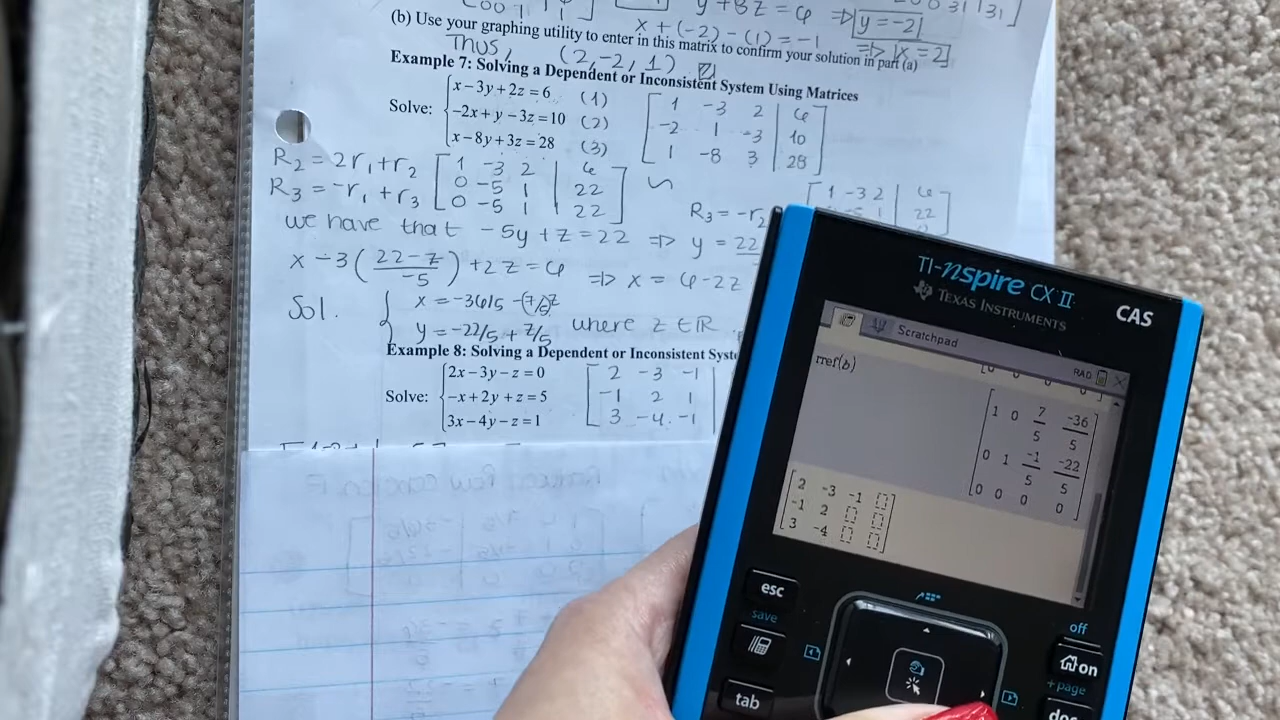 y + 8z = 6 => y = -2
(b) Use your graphing utility to enter in this matrix to confirm your solution in part (a)
x + (-2) - (1) = -1 => x = 2
Thus, (2, -2, 1)
Example 7: Solving a Dependent or Inconsistent System Using Matrices
Solve:
x - 3y + 2z = 6 (1)
-2x + y - 3z = 10 (2)
x - 8y + 3z = 28 (3)
1 -3 2 | 6
-2 1 -3 | 10
1 -8 3 | 28
R2 = 2r1 + r2
R3 = -r1 + r3
1 -3 2 | 6
0 -5 1 | 22
0 -5 1 | 22
~
R3 = -r2
1 -3 2 | 6
22
we have that -5y + z = 22 => y = 22
x - 3(22-z/-5) + 2z = 6 => x = 6 - 2z
Sol. x = -36/5 - (7/5)z
y = -22/5 + z/5 where z ∈ ℝ
Example 8: Solving a Dependent or Inconsistent
Solve:
2x - 3y - z = 0
-x + 2y + z = 5
3x - 4y - z = 1
2 -3 -1
-1 2 1
3 -4 -1
TI-nspire CX II
TEXAS INSTRUMENTS
CAS
Scratchpad
RAD
rref(b)
1 0 7/5 -36/5
0 1 -1/5 -22/5
0 0 0 0
2 -3 -1
-1 2
3 -4
esc
save
tab
off
on
+page
doc